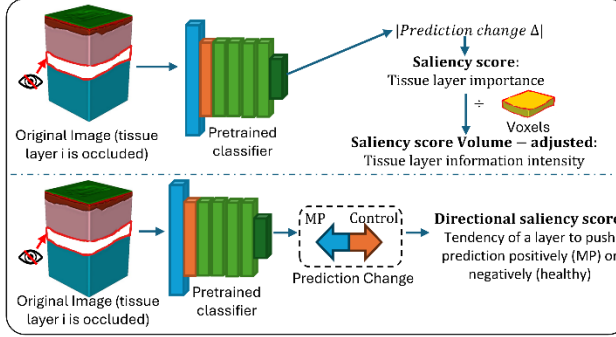 |Prediction change Δ|
Saliency score:
Tissue layer importance
÷
Voxels
Original Image (tissue
layer i is occluded)
Pretrained
classifier
Saliency score Volume − adjusted:
Tissue layer information intensity
MP Control
Prediction Change
Directional saliency score
Tendency of a layer to push
prediction positively (MP) or
negatively (healthy)
Original Image (tissue
layer i is occluded)
Pretrained
classifier